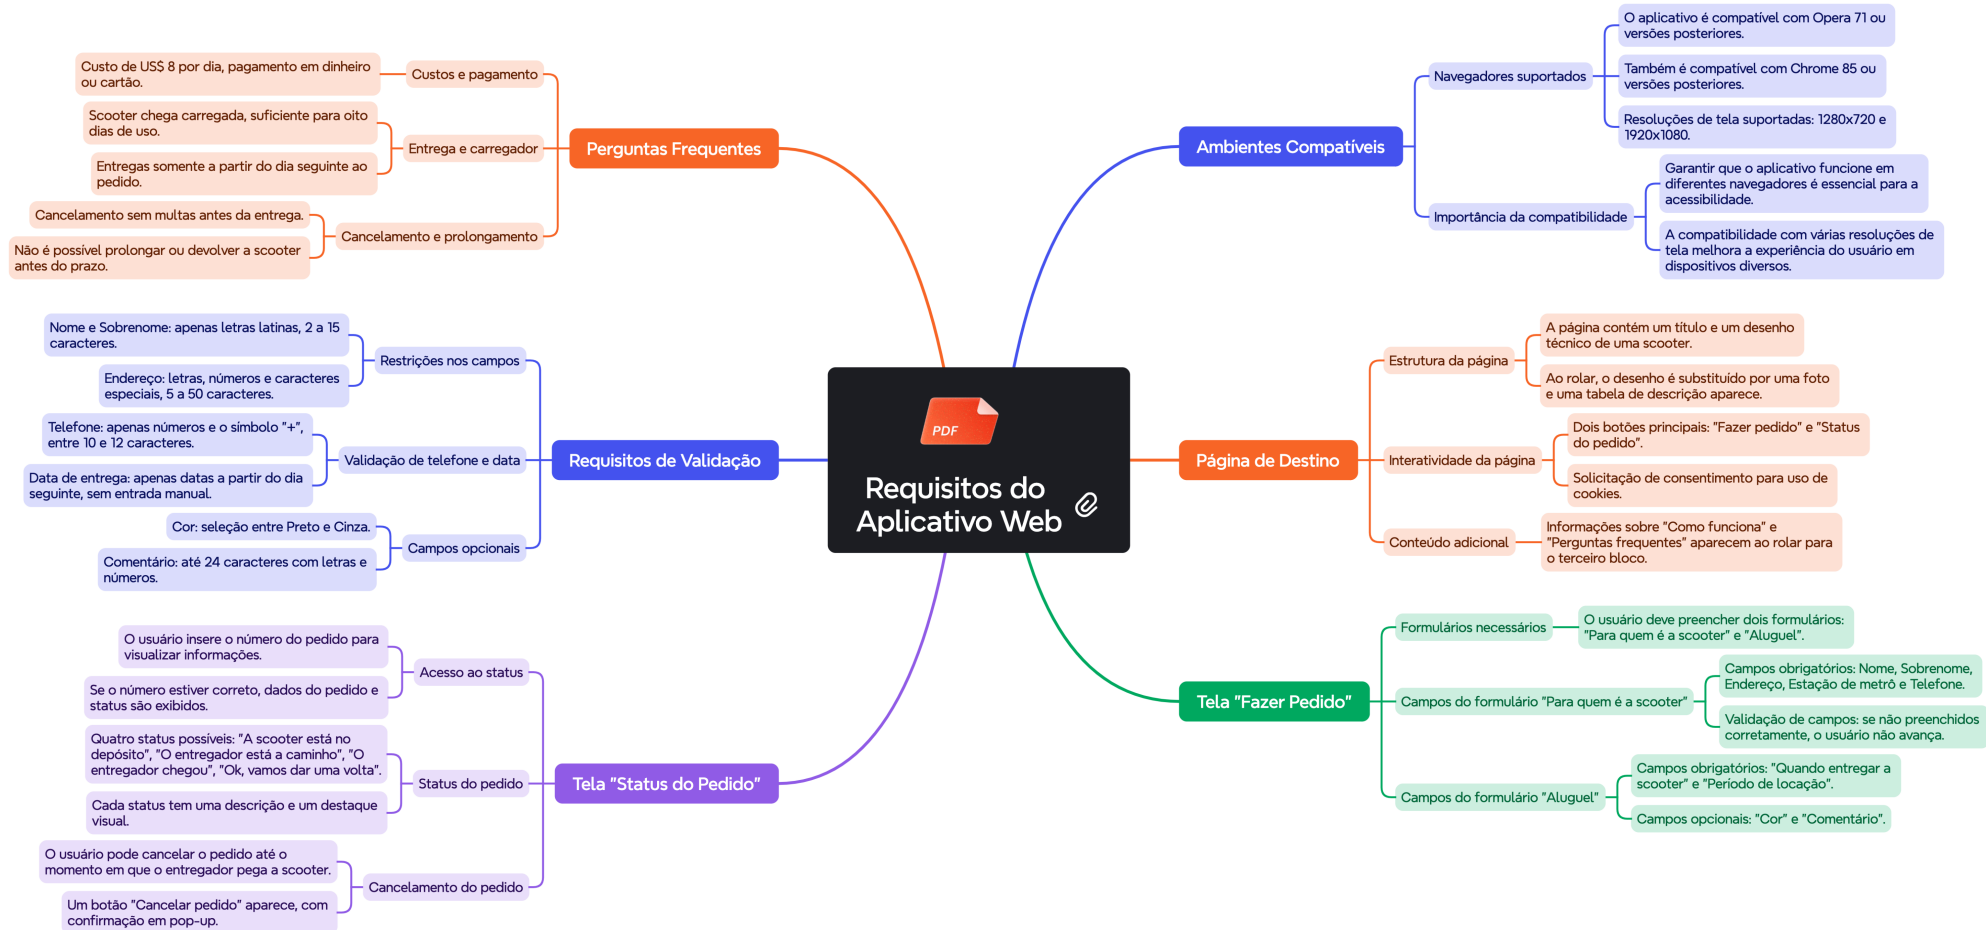 PDF
Requisitos do
Aplicativo Web
Perguntas Frequentes
Custos e pagamento
Custo de US$ 8 por dia, pagamento em dinheiro
ou cartão.
Entrega e carregador
Scooter chega carregada, suficiente para oito
dias de uso.
Entregas somente a partir do dia seguinte ao
pedido.
Cancelamento e prolongamento
Cancelamento sem multas antes da entrega.
Não é possível prolongar ou devolver a scooter
antes do prazo.
Requisitos de Validação
Restrições nos campos
Nome e Sobrenome: apenas letras latinas, 2 a 15
caracteres.
Endereço: letras, números e caracteres
especiais, 5 a 50 caracteres.
Validação de telefone e data
Telefone: apenas números e o símbolo "+",
entre 10 e 12 caracteres.
Data de entrega: apenas datas a partir do dia
seguinte, sem entrada manual.
Campos opcionais
Cor: seleção entre Preto e Cinza.
Comentário: até 24 caracteres com letras e
números.
Tela "Status do Pedido"
Acesso ao status
O usuário insere o número do pedido para
visualizar informações.
Se o número estiver correto, dados do pedido e
status são exibidos.
Status do pedido
Quatro status possíveis: "A scooter está no
depósito", "O entregador está a caminho", "O
entregador chegou", "Ok, vamos dar uma volta".
Cada status tem uma descrição e um destaque
visual.
Cancelamento do pedido
O usuário pode cancelar o pedido até o
momento em que o entregador pega a scooter.
Um botão "Cancelar pedido" aparece, com
confirmação em pop-up.
Ambientes Compatíveis
Navegadores suportados
O aplicativo é compatível com Opera 71 ou
versões posteriores.
Também é compatível com Chrome 85 ou
versões posteriores.
Resoluções de tela suportadas: 1280x720 e
1920x1080.
Importância da compatibilidade
Garantir que o aplicativo funcione em
diferentes navegadores é essencial para a
acessibilidade.
A compatibilidade com várias resoluções de
tela melhora a experiência do usuário em
dispositivos diversos.
Página de Destino
Estrutura da página
A página contém um título e um desenho
técnico de uma scooter.
Ao rolar, o desenho é substituído por uma foto
e uma tabela de descrição aparece.
Interatividade da página
Dois botões principais: "Fazer pedido" e "Status
do pedido".
Solicitação de consentimento para uso de
cookies.
Conteúdo adicional
Informações sobre "Como funciona" e
"Perguntas frequentes" aparecem ao rolar para
o terceiro bloco.
Tela "Fazer Pedido"
Formulários necessários
O usuário deve preencher dois formulários:
"Para quem é a scooter" e "Aluguel".
Campos do formulário "Para quem é a scooter"
Campos obrigatórios: Nome, Sobrenome,
Endereço, Estação de metrô e Telefone.
Validação de campos: se não preenchidos
corretamente, o usuário não avança.
Campos do formulário "Aluguel"
Campos obrigatórios: "Quando entregar a
scooter" e "Período de locação".
Campos opcionais: "Cor" e "Comentário".